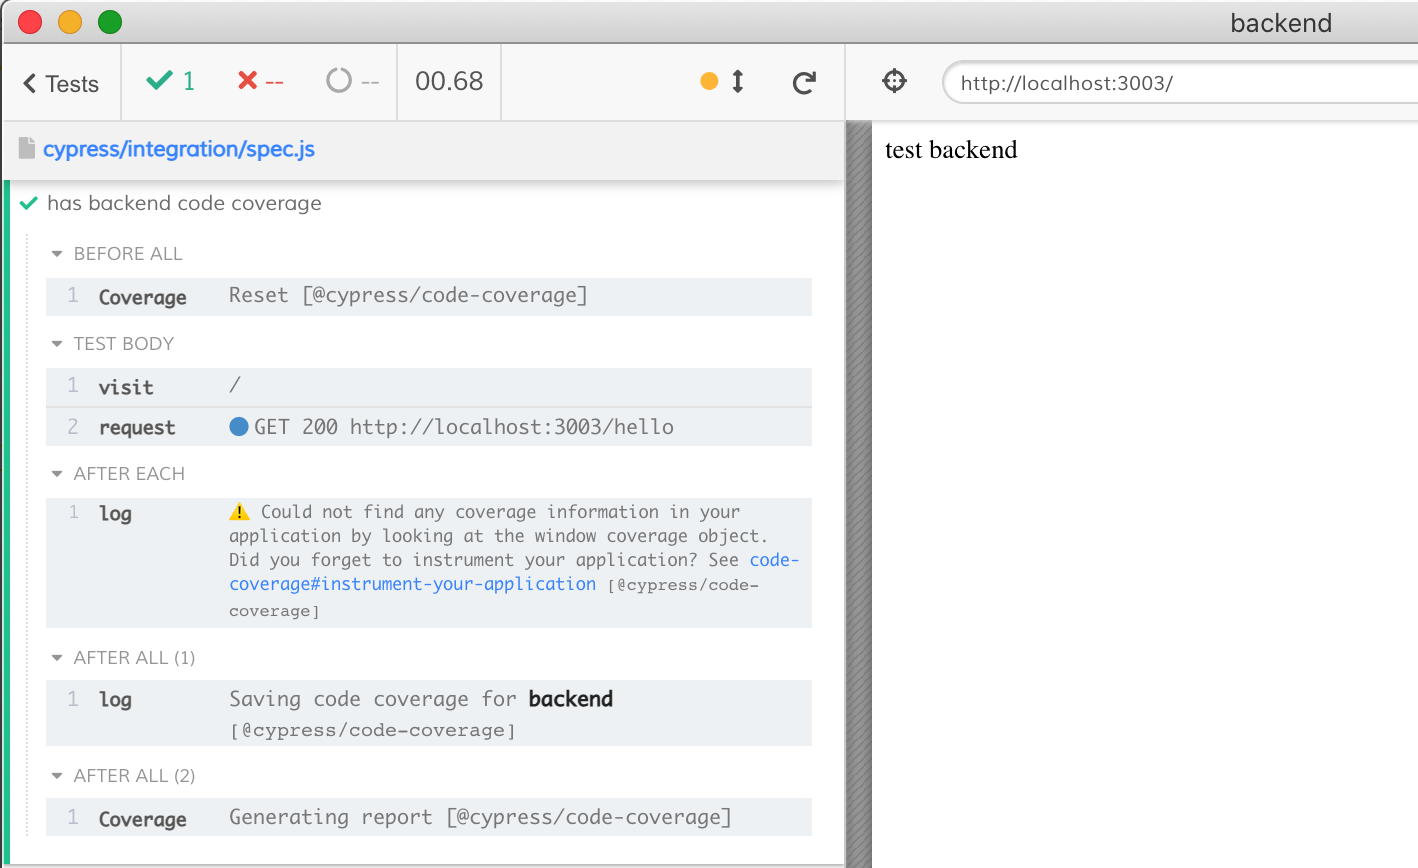 backend
Tests
1
--
--
00.68
http://localhost:3003/
cypress/integration/spec.js
test backend
has backend code coverage
BEFORE ALL
1 Coverage Reset [@cypress/code-coverage]
TEST BODY
1 visit /
2 request GET 200 http://localhost:3003/hello
AFTER EACH
1 log ! Could not find any coverage information in your
application by looking at the window coverage object.
Did you forget to instrument your application? See code-
coverage#instrument-your-application [@cypress/code-
coverage]
AFTER ALL (1)
1 log Saving code coverage for backend
[@cypress/code-coverage]
AFTER ALL (2)
1 Coverage Generating report [@cypress/code-coverage]